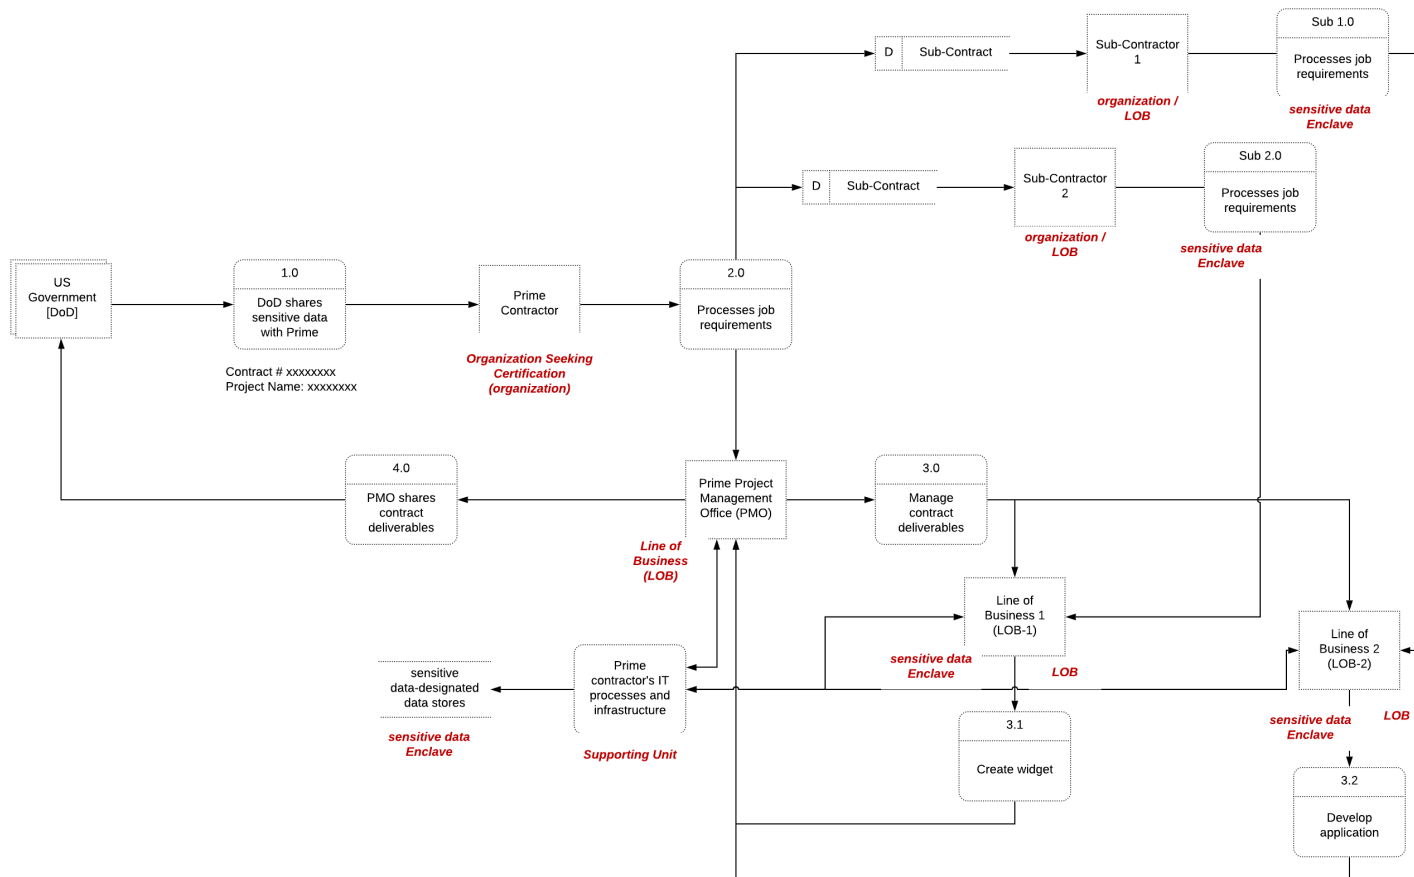 Sub 1.0
Processes job
requirements
D
Sub-Contract
Sub-Contractor
1
organization /
LOB
sensitive data
Enclave
Sub 2.0
Processes job
requirements
D
Sub-Contract
Sub-Contractor
2
organization /
LOB
sensitive data
Enclave
US
Government
[DoD]
1.0
DoD shares
sensitive data
with Prime
Contract # xxxxxxxx
Project Name: xxxxxxxx
Prime
Contractor
Organization Seeking
Certification
(organization)
2.0
Processes job
requirements
4.0
PMO shares
contract
deliverables
Prime Project
Management
Office (PMO)
Line of
Business
(LOB)
3.0
Manage
contract
deliverables
Line of
Business 1
(LOB-1)
sensitive data
Enclave
LOB
Line of
Business 2
(LOB-2)
sensitive data
Enclave
LOB
sensitive
data-designated
data stores
sensitive data
Enclave
Prime
contractor's IT
processes and
infrastructure
Supporting Unit
3.1
Create widget
3.2
Develop
application